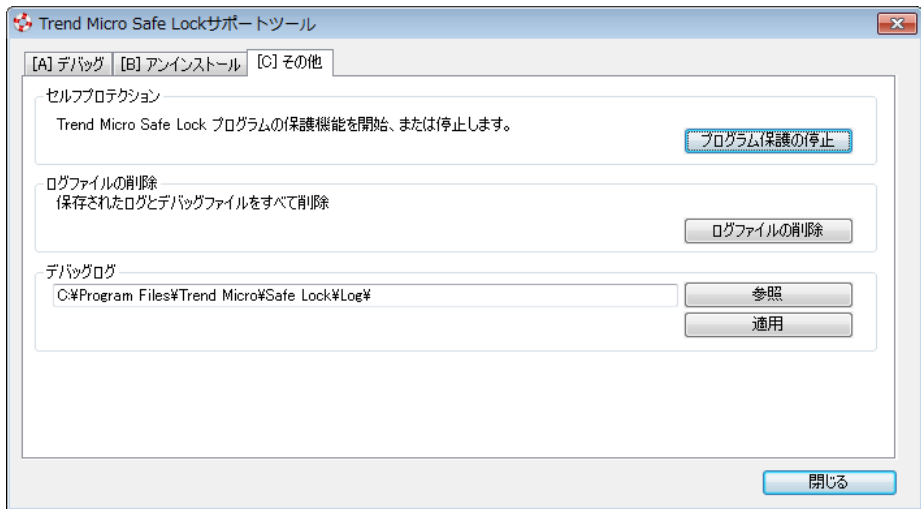 Trend Micro Safe Lockサポートツール
[A] デバッグ [B] アンインストール [C] その他
セルフプロテクション
Trend Micro Safe Lock プログラムの保護機能を開始、または停止します。
プログラム保護の停止
ログファイルの削除
保存されたログとデバッグファイルをすべて削除
ログファイルの削除
デバッグログ
C:¥Program Files¥Trend Micro¥Safe Lock¥Log¥
参照
適用
閉じる